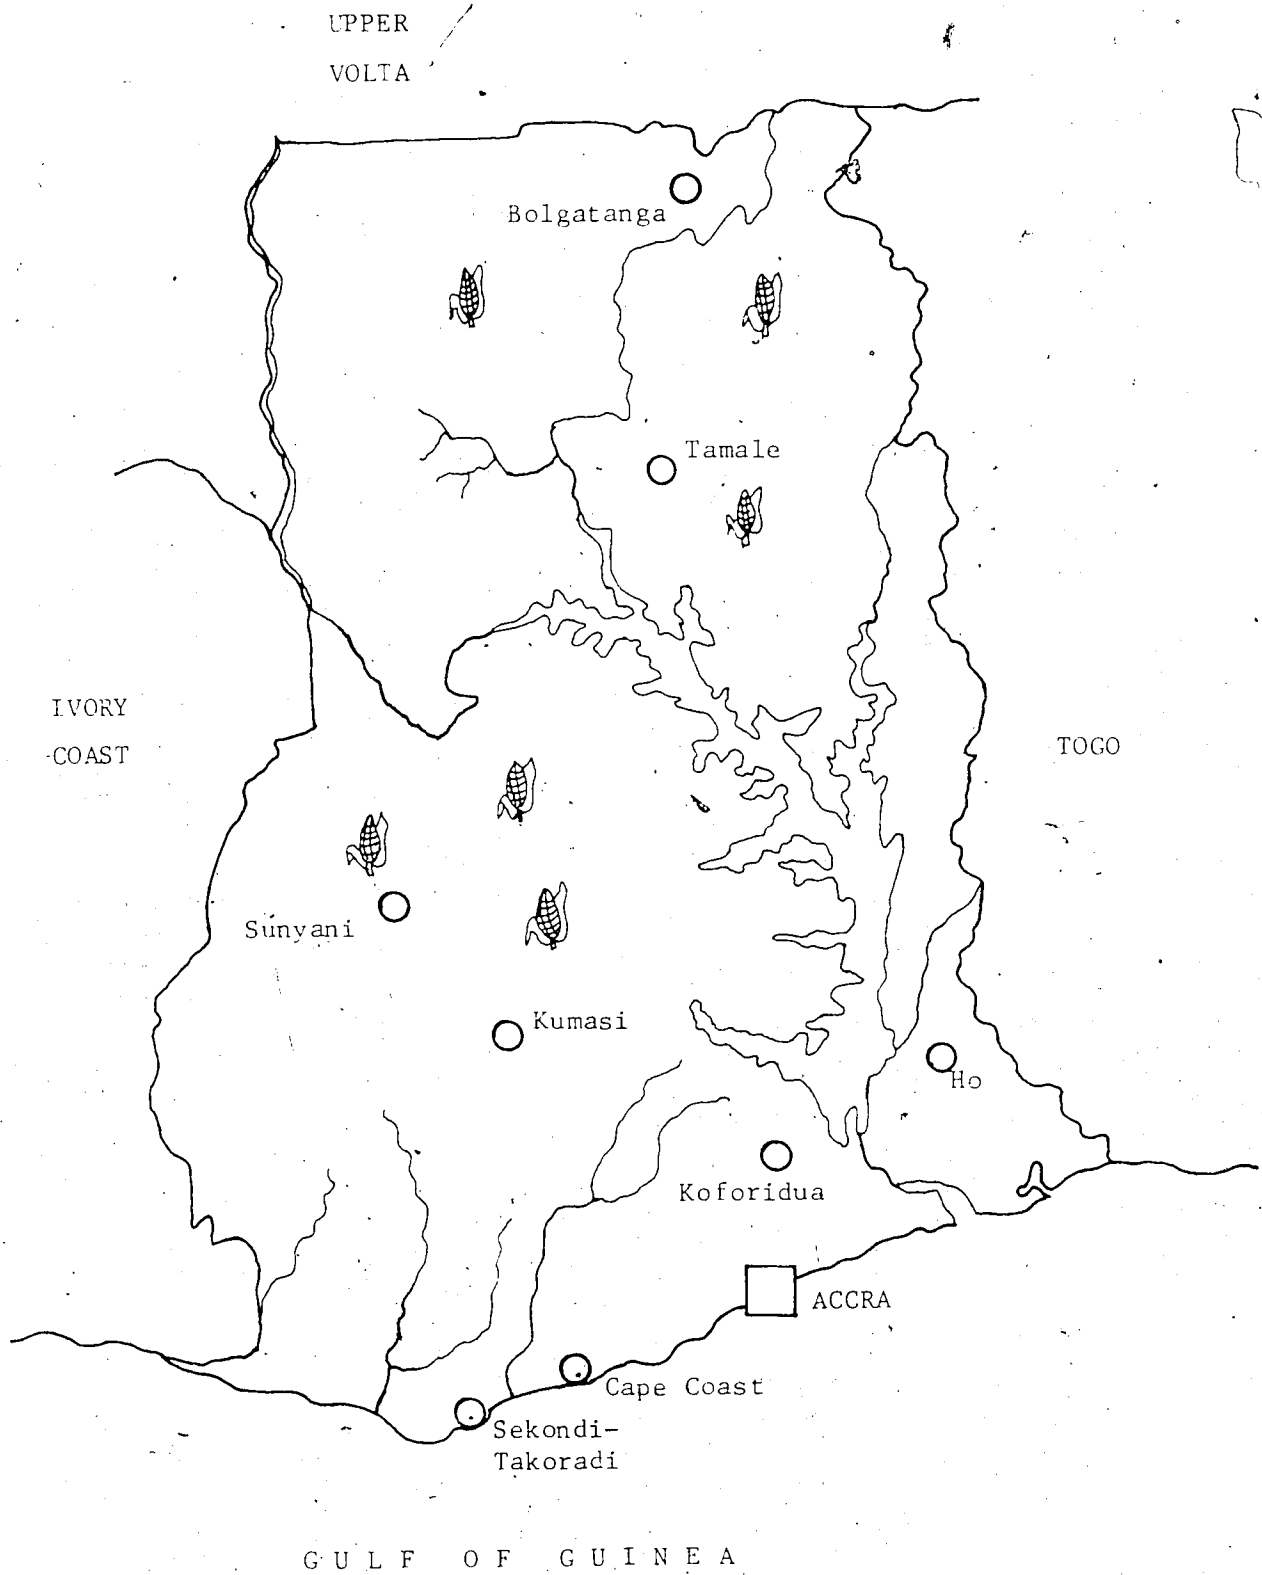 UPPER
VOLTA
Bolgatanga
Tamale
IVORY
COAST
TOGO
Sunyani
Kumasi
Ho
Koforidua
ACCRA
Cape Coast
Sekondi-
Takoradi
GULF OF GUINEA